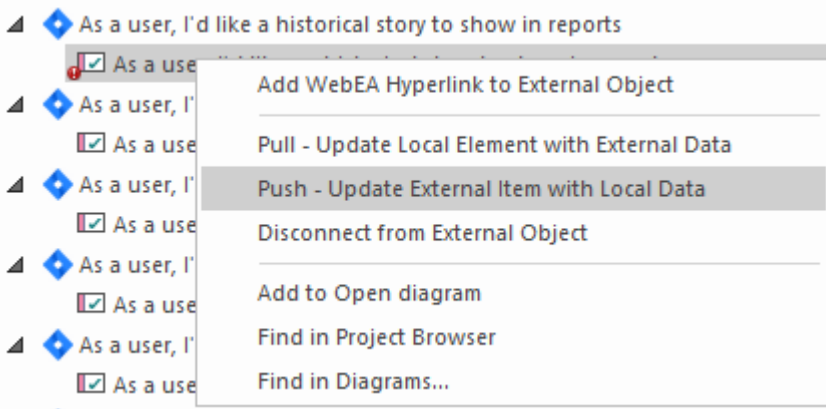 As a user, I'd like a historical story to show in reports
As a use
Add WebEA Hyperlink to External Object
As a user, I'
As a use
Pull - Update Local Element with External Data
As a user, I'
Push - Update External Item with Local Data
As a use
Disconnect from External Object
As a user, I'
As a use
Add to Open diagram
As a user, I'
Find in Project Browser
As a use
Find in Diagrams...